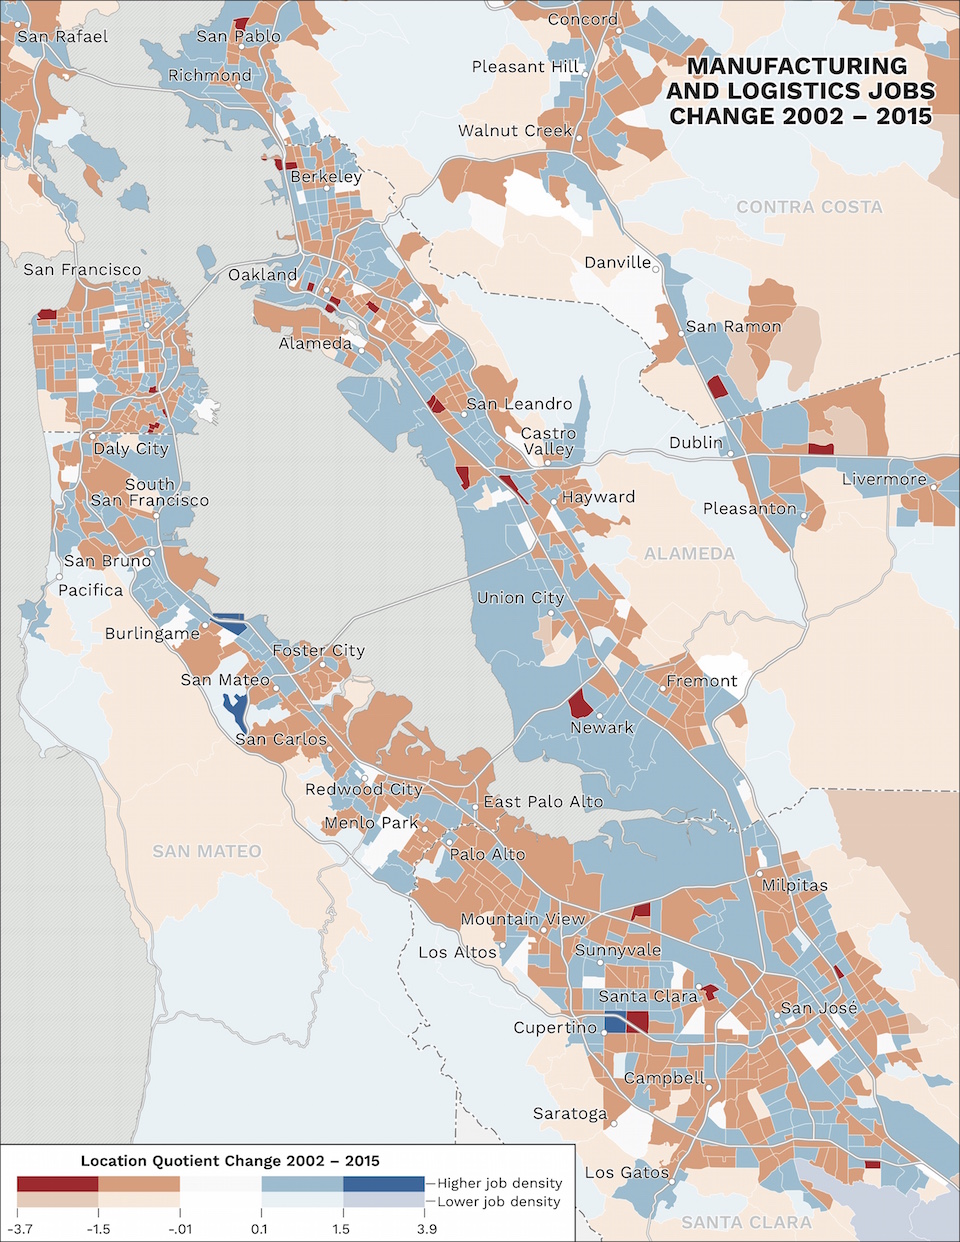 San Rafael
San Pablo
Richmond
Concord
Pleasant Hill
MANUFACTURING
AND LOGISTICS JOBS
CHANGE 2002 – 2015
Walnut Creek
Berkeley
CONTRA COSTA
San Francisco
Oakland
Danville
San Ramon
Alameda
San Leandro
Castro
Valley
Dublin
Daly City
South
San Francisco
Livermore
Hayward
Pleasanton
San Bruno
ALAMEDA
Pacifica
Union City
Burlingame
Foster City
San Mateo
Fremont
Newark
San Carlos
Redwood City
East Palo Alto
Menlo Park
SAN MATEO
Palo Alto
Milpitas
Mountain View
Los Altos
Sunnyvale
Santa Clara
San José
Cupertino
Campbell
Saratoga
Los Gatos
SANTA CLARA
Location Quotient Change 2002 – 2015
Higher job density
Lower job density
-3.7 -1.5 -.01 0.1 1.5 3.9